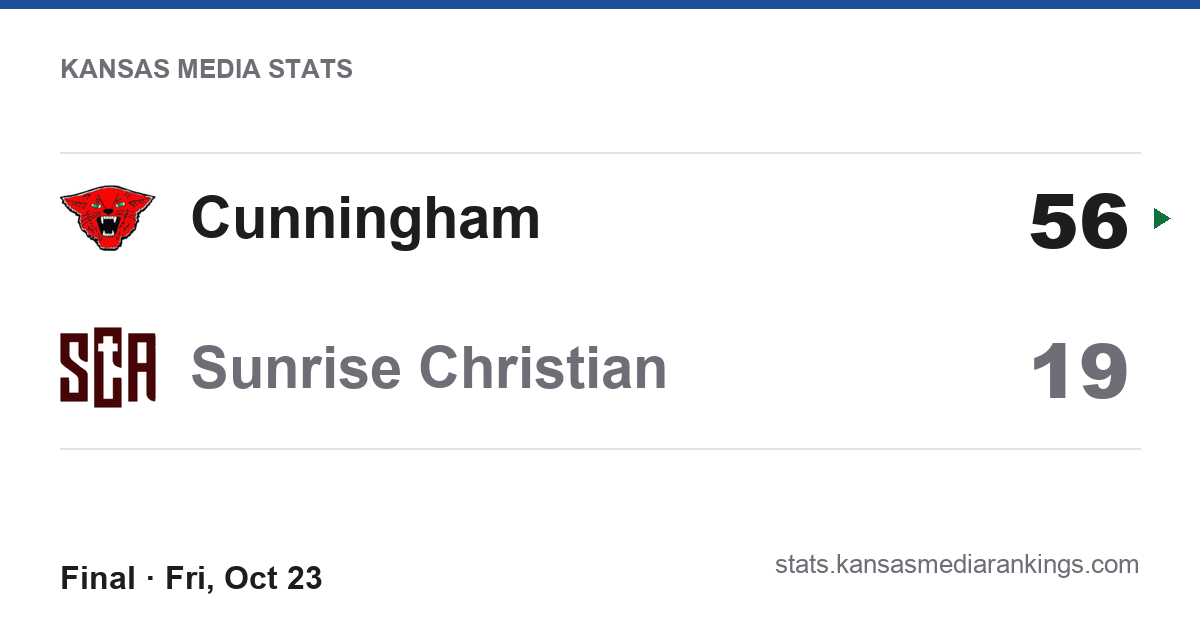 KANSAS MEDIA STATS
Cunningham 56
SCA Sunrise Christian 19
Final · Fri, Oct 23
stats.kansasmediarankings.com